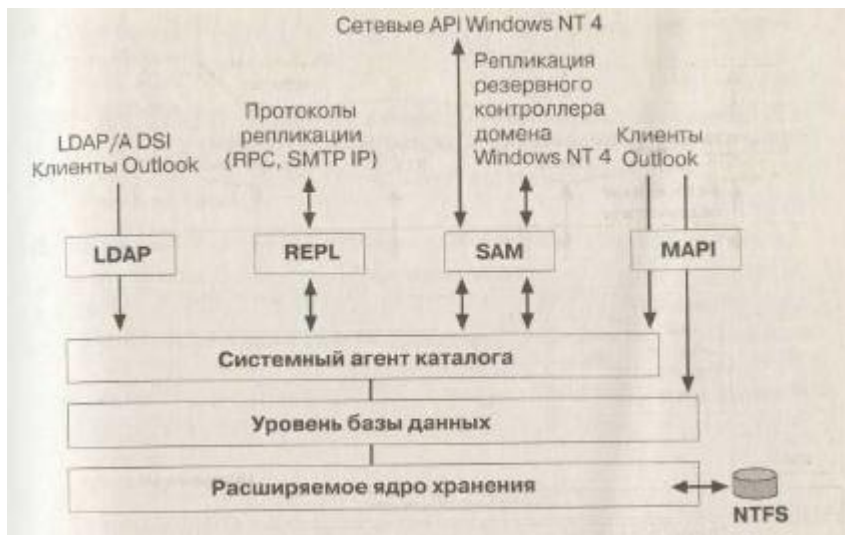 Сетевые API Windows NT 4
Репликация
резервного
контроллера
домена
Windows NT 4
Протоколы
репликации
(RPC, SMTP IP)
LDAP/A DSI
Клиенты Outlook
Клиенты
Outlook
LDAP
REPL
SAM
MAPI
Системный агент каталога
Уровень базы данных
Расширяемое ядро хранения
NTFS